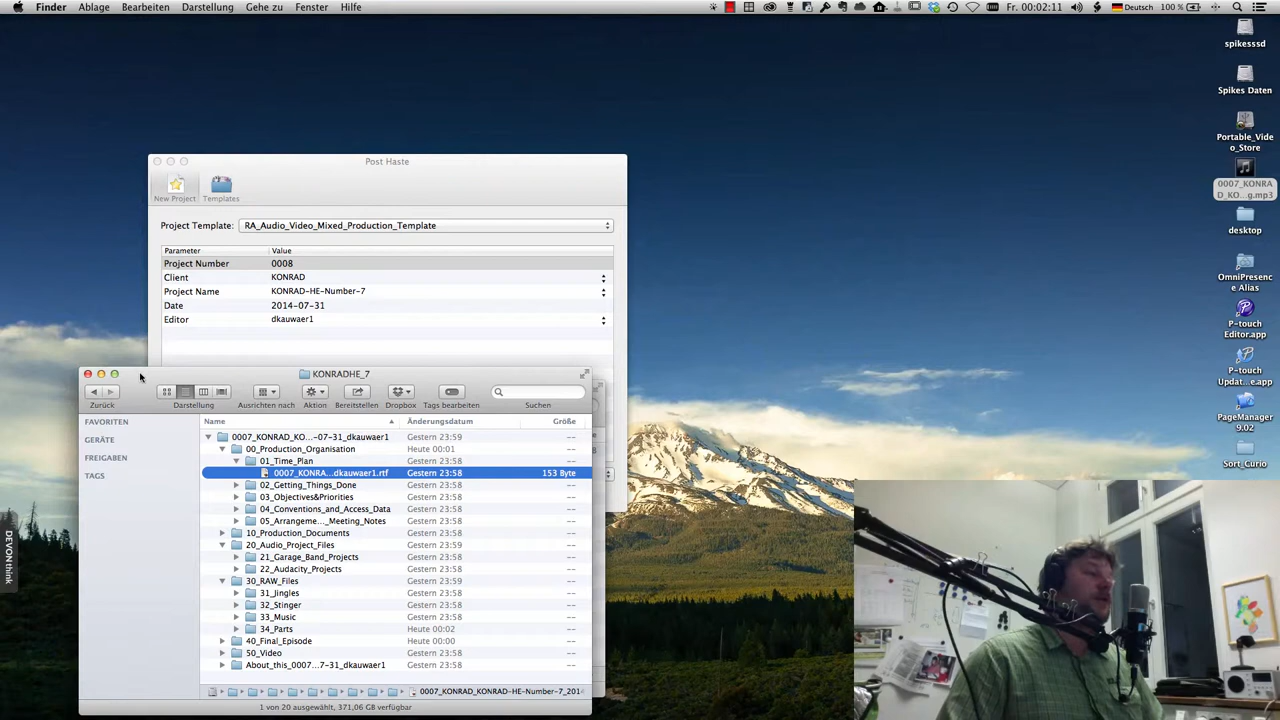 Finder Ablage Bearbeiten Darstellung Gehe zu Fenster Hilfe Fr. 00:02:11 Deutsch 100 %
spikesssd
Spikes Daten
Portable_Vide
o_Store
0007_KONRA
D_KO...g.mp3
desktop
OmniPresenc
e Alias
P-touch
Editor.app
P-touch
Updat...e.app
PageManager
9.02
Sort_Curio
Post Haste
New Project Templates
Project Template: RA_Audio_Video_Mixed_Production_Template
Parameter Value
Project Number 0008
Client KONRAD
Project Name KONRAD-HE-Number-7
Date 2014-07-31
Editor dkauwaer1
KONRADHE_7
Zurück Darstellung Ausrichten nach Aktion Bereitstellen Dropbox Tags bearbeiten Suchen
FAVORITEN
GERÄTE
FREIGABEN
TAGS
Name Änderungsdatum Größe
0007_KONRAD_KO...-07-31_dkauwaer1 Gestern 23:59 --
00_Production_Organisation Heute 00:01 --
01_Time_Plan Gestern 23:58 --
0007_KONRA...dkauwaer1.rtf Gestern 23:58 153 Byte
02_Getting_Things_Done Gestern 23:58 --
03_Objectives&Priorities Gestern 23:58 --
04_Conventions_and_Access_Data Gestern 23:58 --
05_Arrangeme..._Meeting_Notes Gestern 23:58 --
10_Production_Documents Gestern 23:58 --
20_Audio_Project_Files Gestern 23:59 --
21_Garage_Band_Projects Gestern 23:58 --
22_Audacity_Projects Gestern 23:58 --
30_RAW_Files Gestern 23:59 --
31_Jingles Gestern 23:58 --
32_Stinger Gestern 23:58 --
33_Music Gestern 23:58 --
34_Parts Heute 00:02 --
40_Final_Episode Heute 00:00 --
50_Video Gestern 23:58 --
About_this_0007...7-31_dkauwaer1 Gestern 23:58 --
0007_KONRAD_KONRAD-HE-Number-7_2014
1 von 20 ausgewählt, 371,06 GB verfügbar
DEVONthink